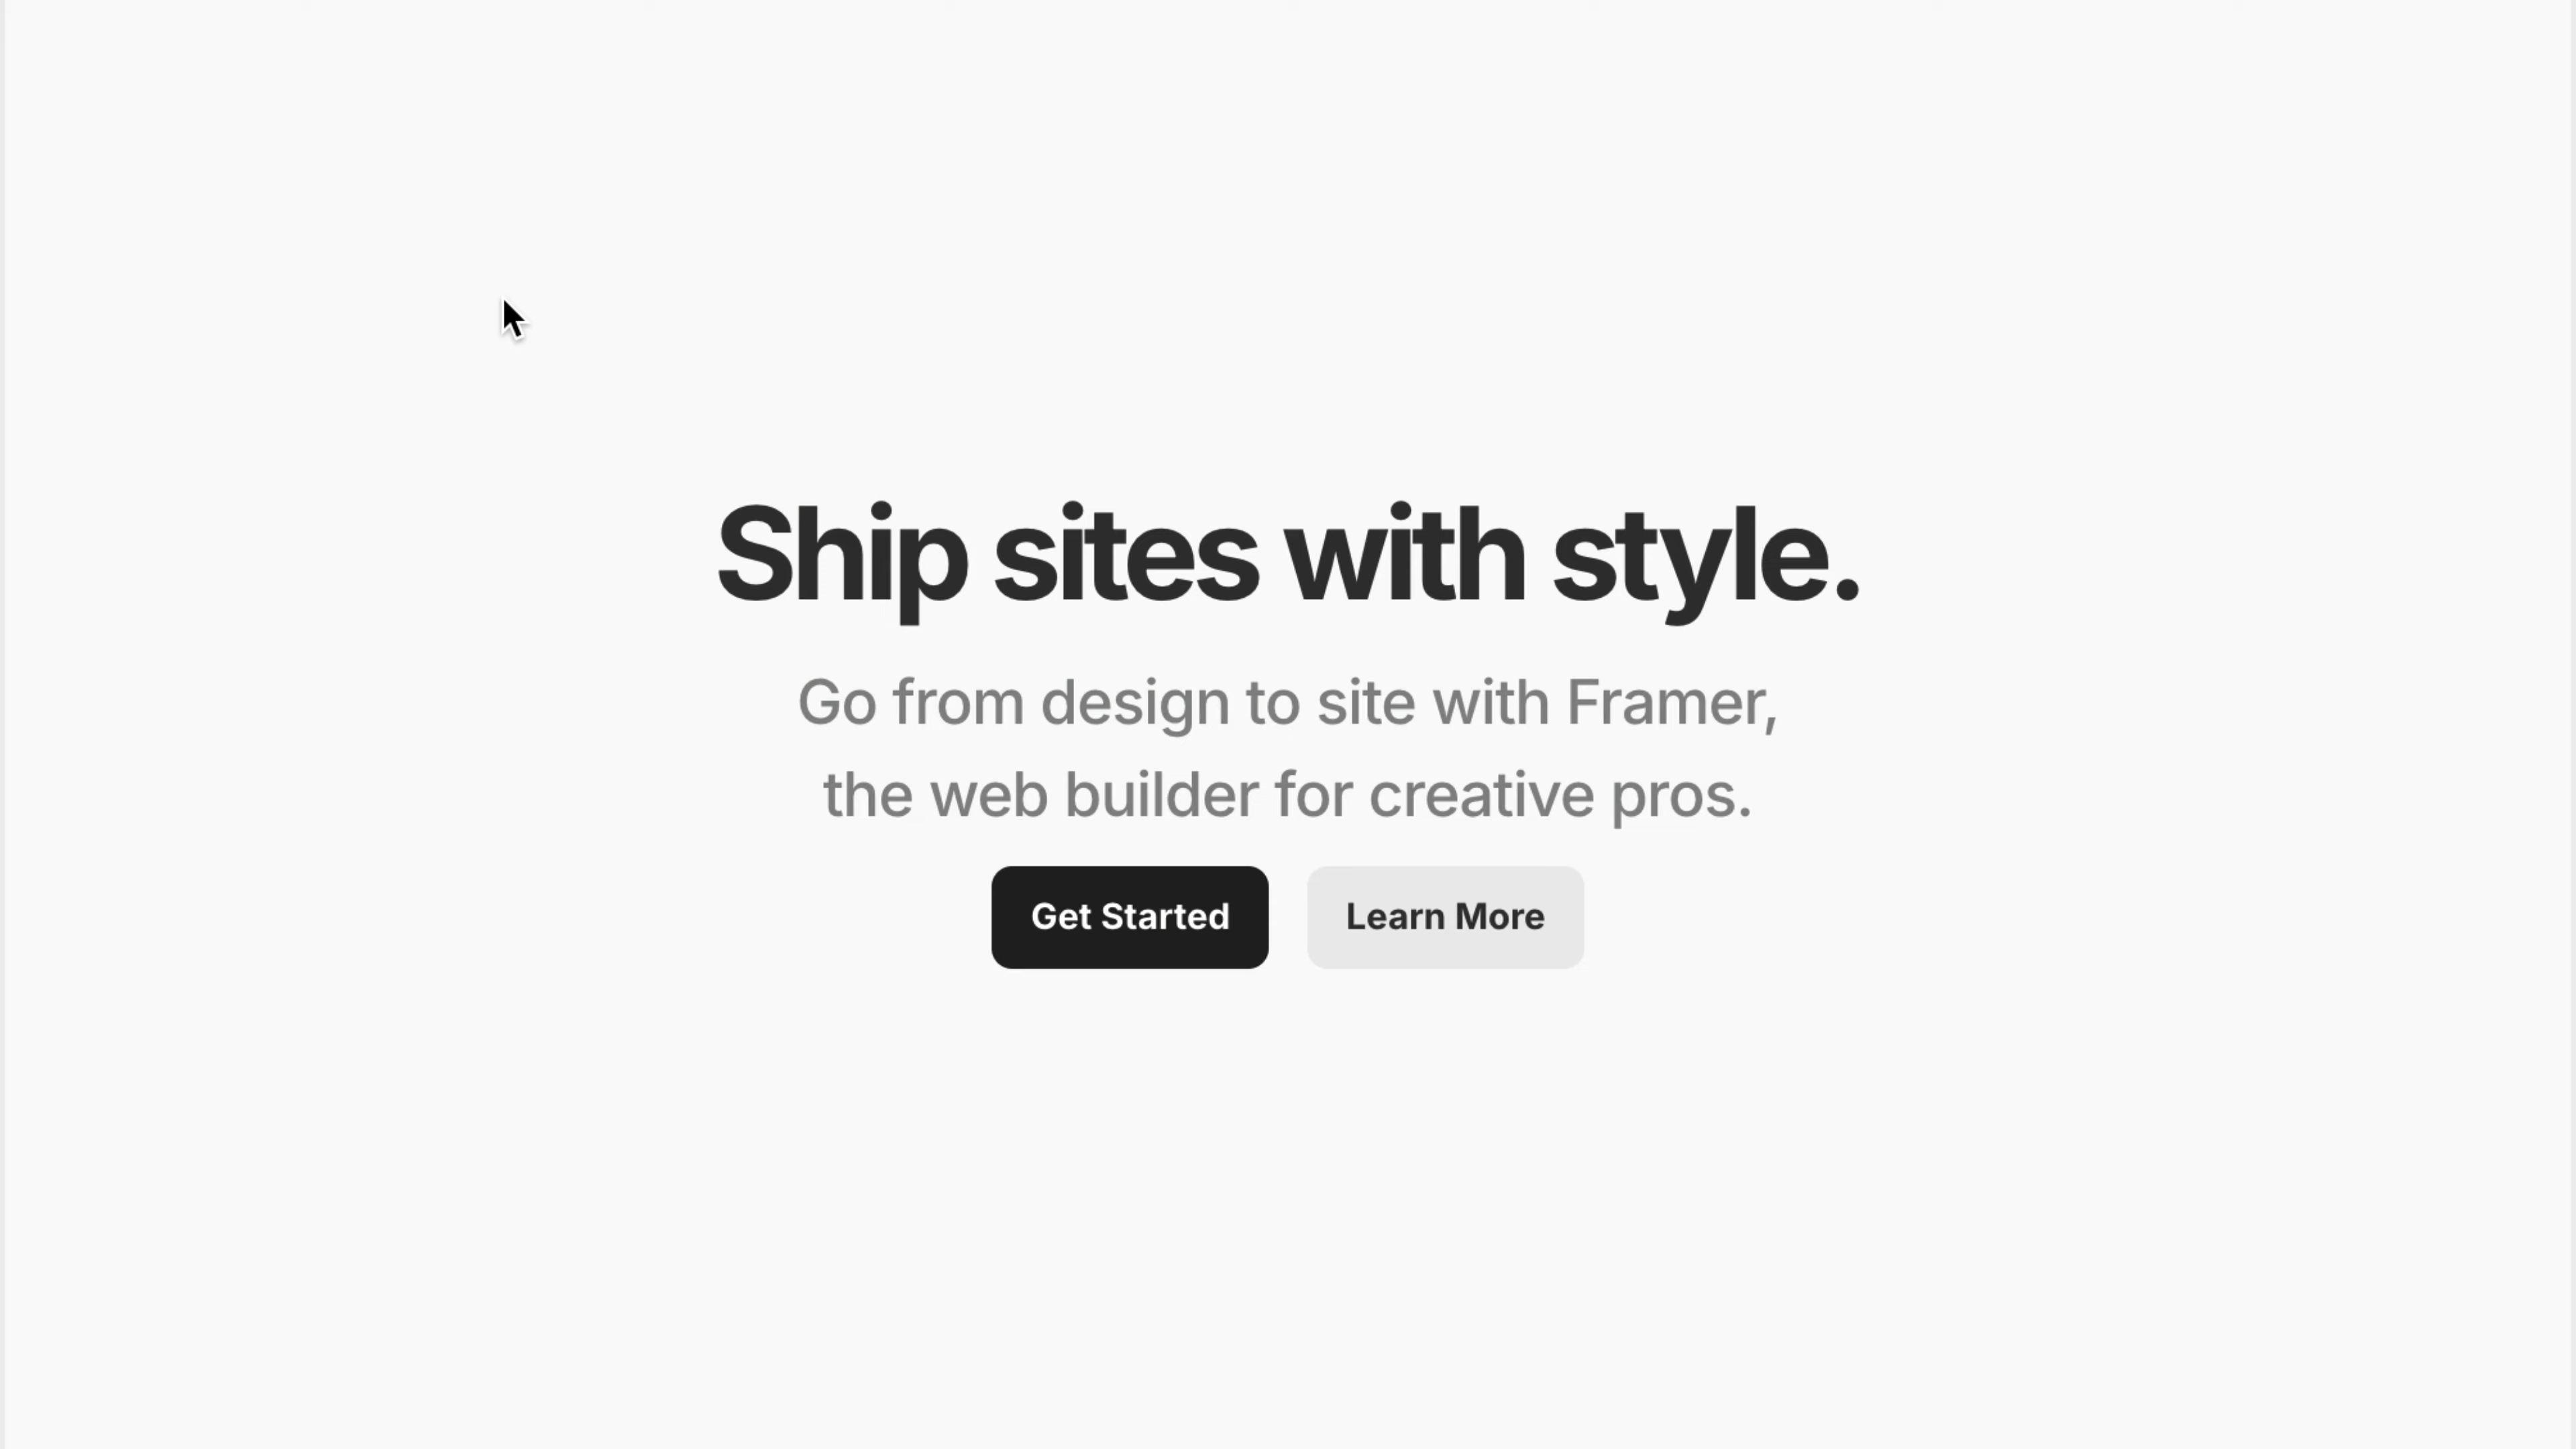 Ship sites with style.
Go from design to site with Framer,
the web builder for creative pros.
Get Started
Learn More